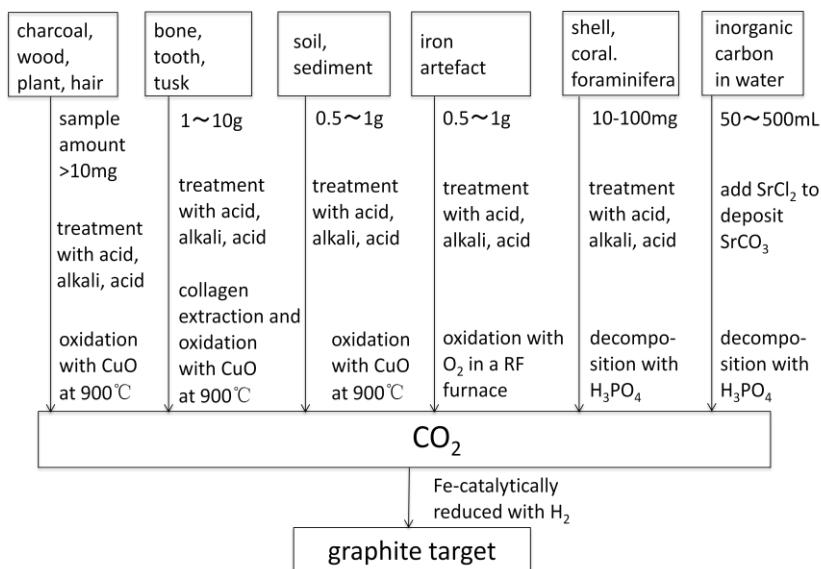 charcoal,
wood,
plant, hair
bone,
tooth,
tusk
soil,
sediment
iron
artefact
shell,
coral.
foraminifera
inorganic
carbon
in water
sample
amount
>10mg
treatment
with acid,
alkali, acid
oxidation
with CuO
at 900℃
1～10g
treatment
with acid,
alkali, acid
collagen
extraction and
oxidation
with CuO
at 900℃
0.5～1g
treatment
with acid,
alkali, acid
oxidation
with CuO
at 900℃
0.5～1g
treatment
with acid,
alkali, acid
oxidation with
O₂ in a RF
furnace
10-100mg
treatment
with acid,
alkali, acid
decompo-
sition with
H₃PO₄
50～500mL
add SrCl₂ to
deposit
SrCO₃
decompo-
sition with
H₃PO₄
CO₂
Fe-catalytically
reduced with H₂
graphite target